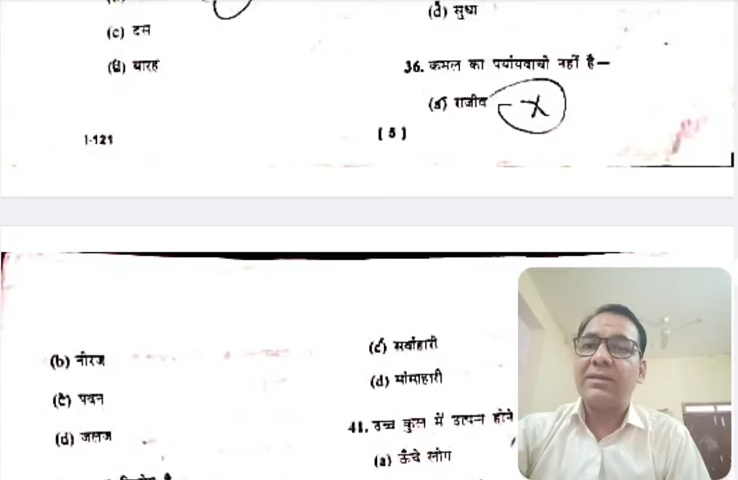 (c) दस
(d) बारह
1-121
(d) सुधा
36. कमल का पर्यायवाची नहीं है—
(a) राजीव
X
[ 5 ]
(b) नीरज
(c) पवन
(d) जलज
(c) सर्वाहारी
(d) मांसाहारी
41. उच्च कुल में उत्पन्न होने
(a) ऊँचे लोग